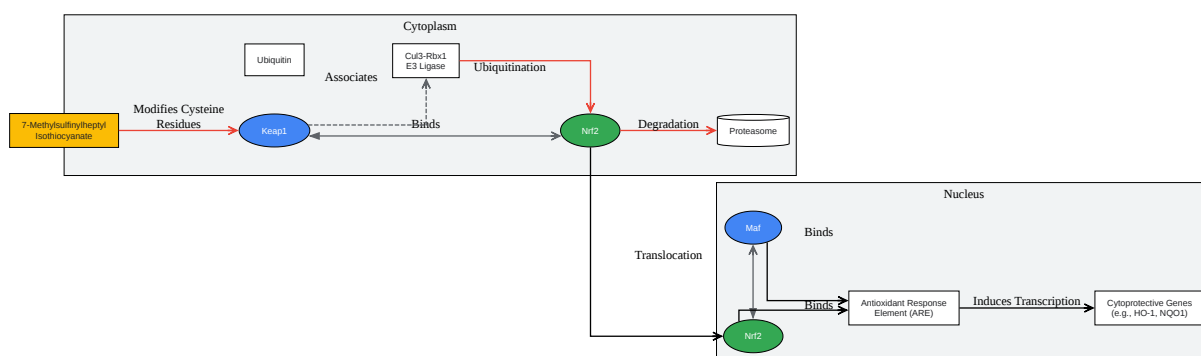 Cytoplasm
Ubiquitin
Cul3-Rbx1
E3 Ligase
Ubiquitination
Associates
Modifies Cysteine
Residues
7-Methylsulfinylheptyl
Isothiocyanate
Keap1
Binds
Nrf2
Degradation
Proteasome
Nucleus
Maf
Binds
Translocation
Binds
Antioxidant Response
Element (ARE)
Induces Transcription
Cytoprotective Genes
(e.g., HO-1, NQO1)
Nrf2